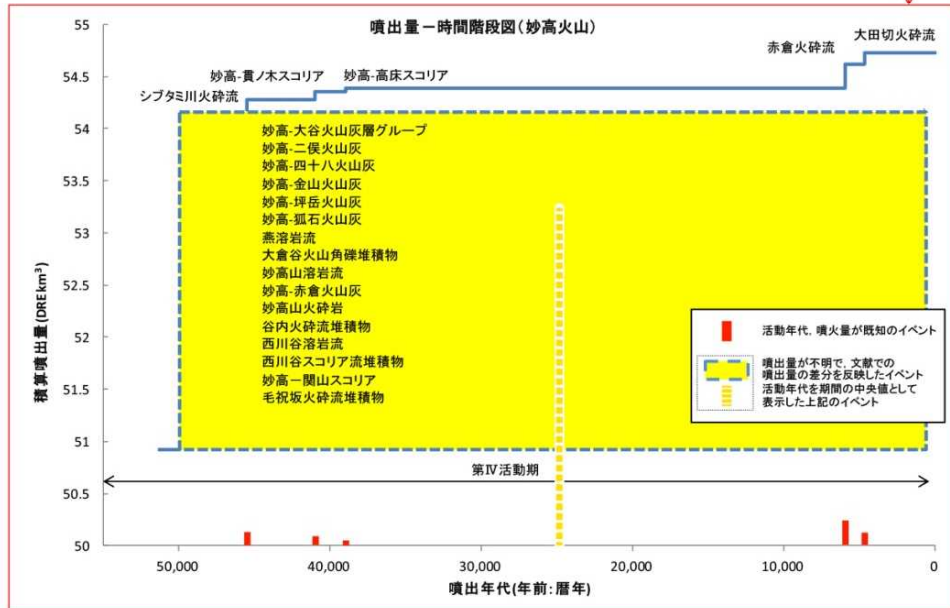 噴出量－時間階段図(妙高火山)
大田切火砕流
赤倉火砕流
妙高-貫ノ木スコリア
妙高-高床スコリア
シブタミ川火砕流
妙高-大谷火山灰層グループ
妙高-二俣火山灰
妙高-四十八火山灰
妙高-金山火山灰
妙高-坪岳火山灰
妙高-狐石火山灰
燕溶岩流
大倉谷火山角礫堆積物
妙高山溶岩流
妙高-赤倉火山灰
妙高山火砕岩
谷内火砕流堆積物
西川谷溶岩流
西川谷スコリア流堆積物
妙高－関山スコリア
毛祝坂火砕流堆積物
活動年代、噴火量が既知のイベント
噴出量が不明で、文献での
噴出量の差分を反映したイベント
活動年代を期間の中央値として
表示した上記のイベント
第Ⅳ活動期
積算噴出量(DREkm³)
55
54.5
54
53.5
53
52.5
52
51.5
51
50.5
50
50,000
40,000
30,000
20,000
10,000
0
噴出年代(年前:暦年)